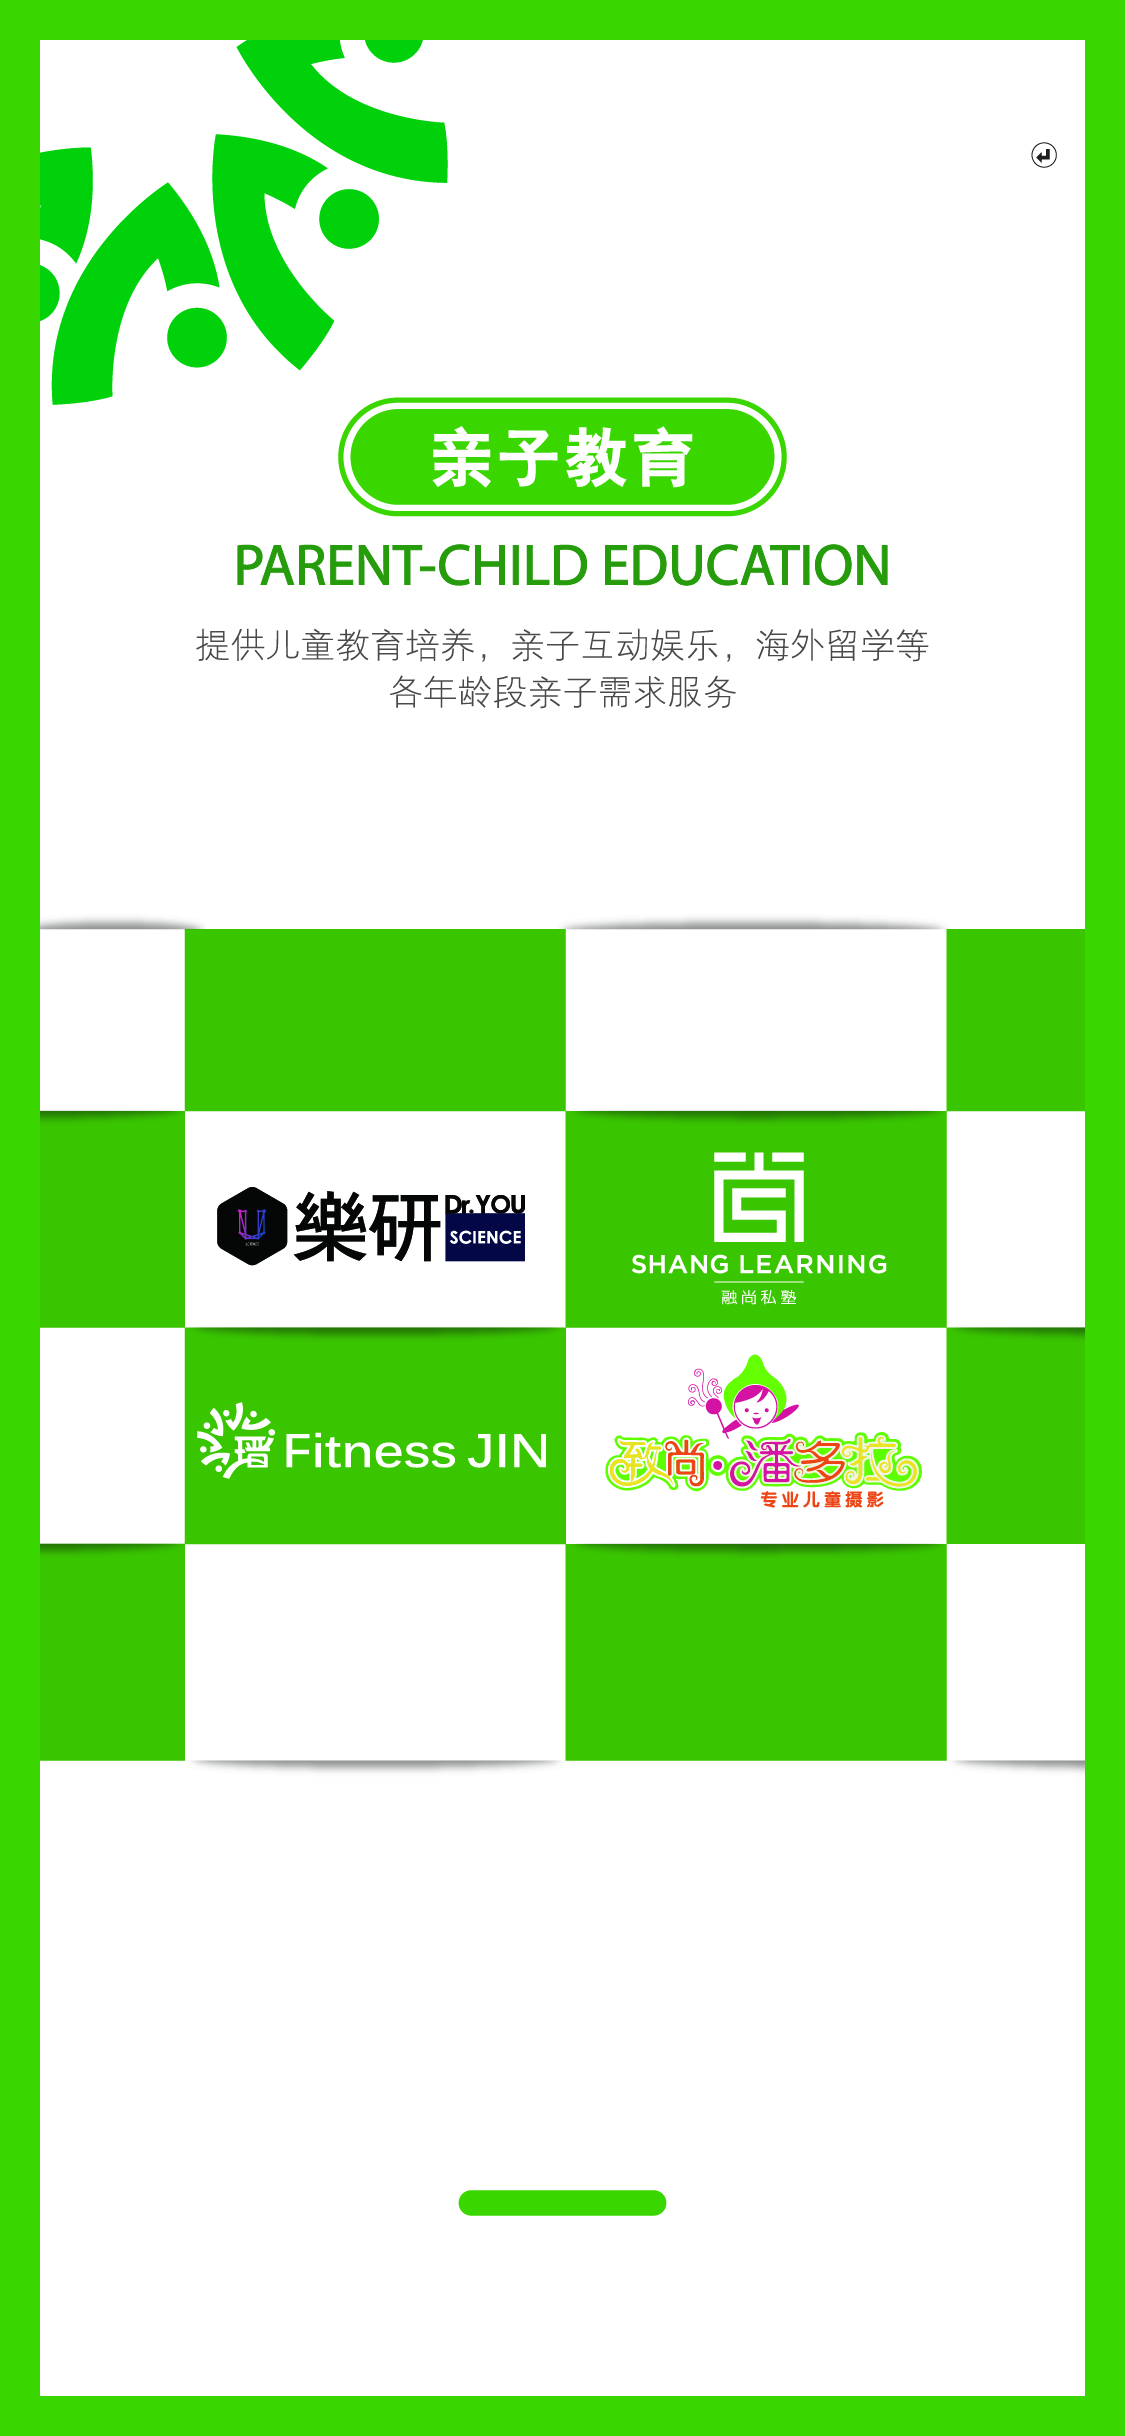 亲子教育
PARENT-CHILD EDUCATION
提供儿童教育培养，亲子互动娱乐，海外留学等
各年龄段亲子需求服务
樂研
Dr.YOU
SCIENCE
SHANG LEARNING
融尚私塾
Fitness JIN
致尚·潘多拉
专业儿童摄影